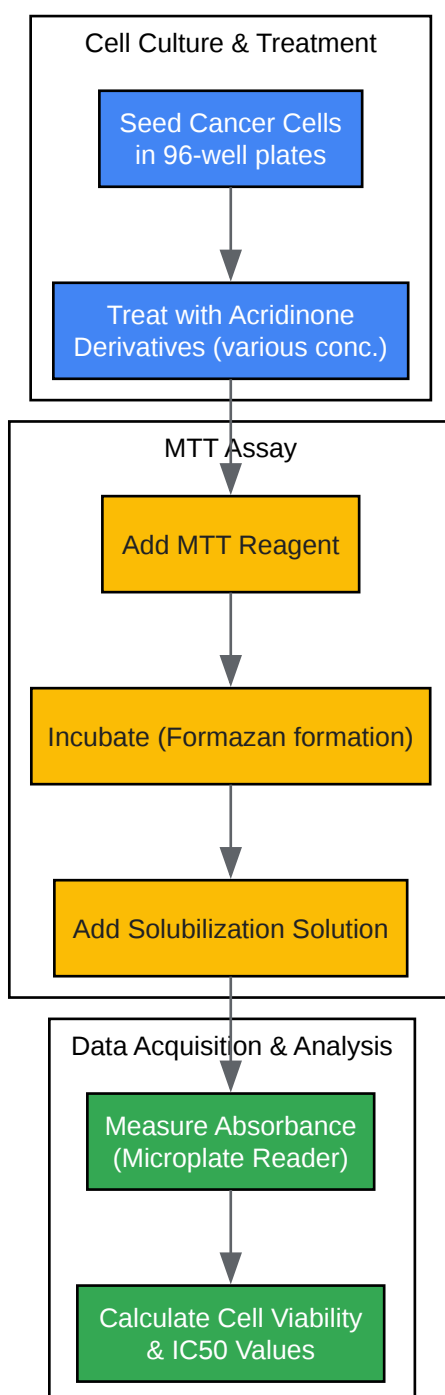 Cell Culture & Treatment
Seed Cancer Cells
in 96-well plates
Treat with Acridinone
Derivatives (various conc.)
MTT Assay
Add MTT Reagent
Incubate (Formazan formation)
Add Solubilization Solution
Data Acquisition & Analysis
Measure Absorbance
(Microplate Reader)
Calculate Cell Viability
& IC50 Values